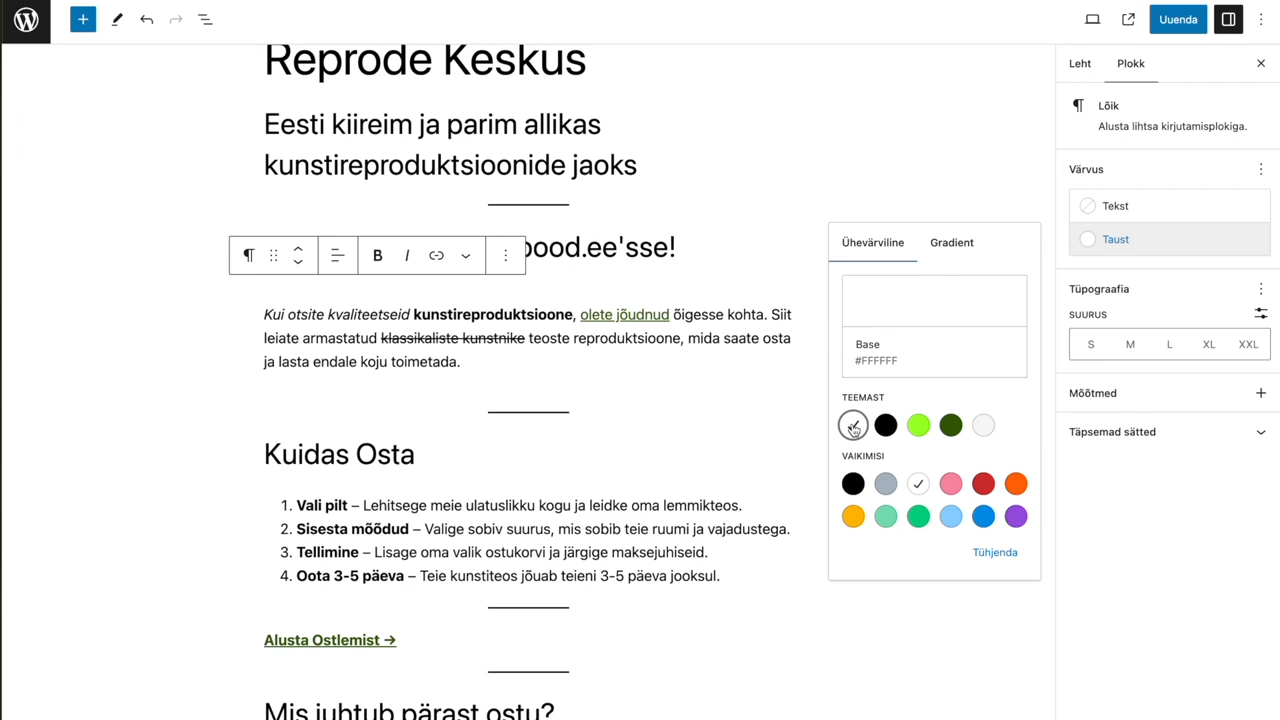 Uuenda
Reprode Keskus
Eesti kiireim ja parim allikas
kunstireproduktsioonide jaoks
B I
pood.ee'sse!
Kui otsite kvaliteetseid kunstireproduktsioone, olete jõudnud õigesse kohta. Siit
leiate armastatud klassikaliste kunstnike teoste reproduktsioone, mida saate osta
ja lasta endale koju toimetada.
Kuidas Osta
1. Vali pilt – Lehitsege meie ulatuslikku kogu ja leidke oma lemmikteos.
2. Sisesta mõõdud – Valige sobiv suurus, mis sobib teie ruumi ja vajadustega.
3. Tellimine – Lisage oma valik ostukorvi ja järgige maksejuhiseid.
4. Oota 3-5 päeva – Teie kunstiteos jõuab teieni 3-5 päeva jooksul.
Alusta Ostlemist →
Mis juhtub pärast ostu?
Ühevärviline Gradient
Base
#FFFFFF
TEEMAST
VAIKIMISI
Tühjenda
Leht Plokk
Lõik
Alusta lihtsa kirjutamisplokiga.
Värvus
Tekst
Taust
Tüpograafia
SUURUS
S M L XL XXL
Mõõtmed
Täpsemad sätted